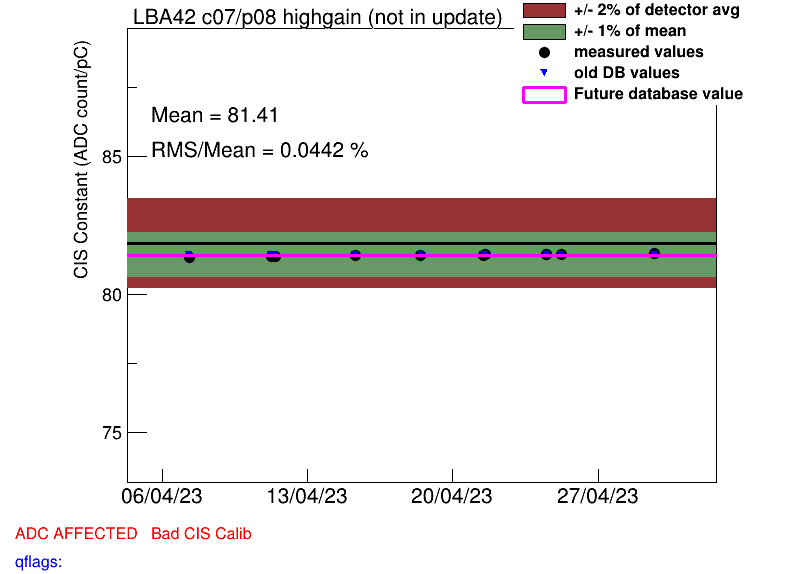 LBA42 c07/p08 highgain (not in update)
+/- 2% of detector avg
+/- 1% of mean
measured values
old DB values
Future database value
CIS Constant (ADC count/pC)
Mean = 81.41
RMS/Mean = 0.0442 %
85
80
75
06/04/23 13/04/23 20/04/23 27/04/23
ADC AFFECTED Bad CIS Calib
qflags: